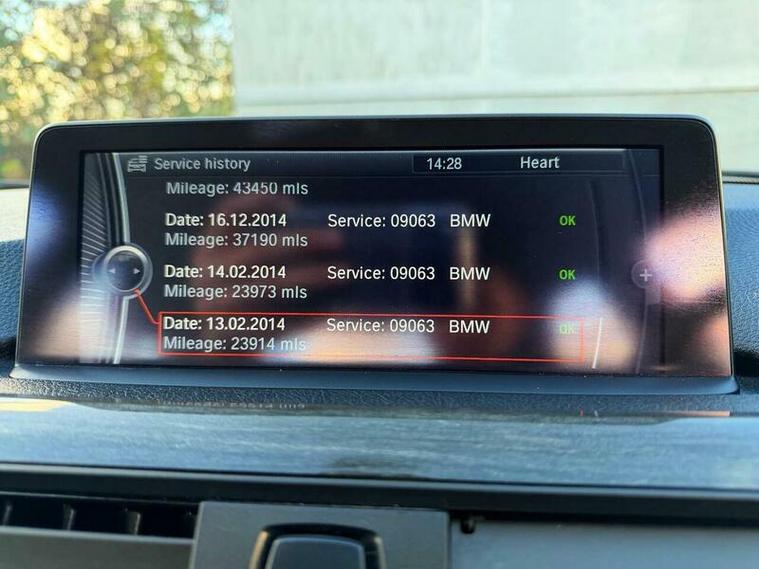 Service history 14:28 Heart
Mileage: 43450 mls
Date: 16.12.2014 Service: 09063 BMW OK
Mileage: 37190 mls
Date: 14.02.2014 Service: 09063 BMW OK
Mileage: 23973 mls
Date: 13.02.2014 Service: 09063 BMW OK
Mileage: 23914 mls